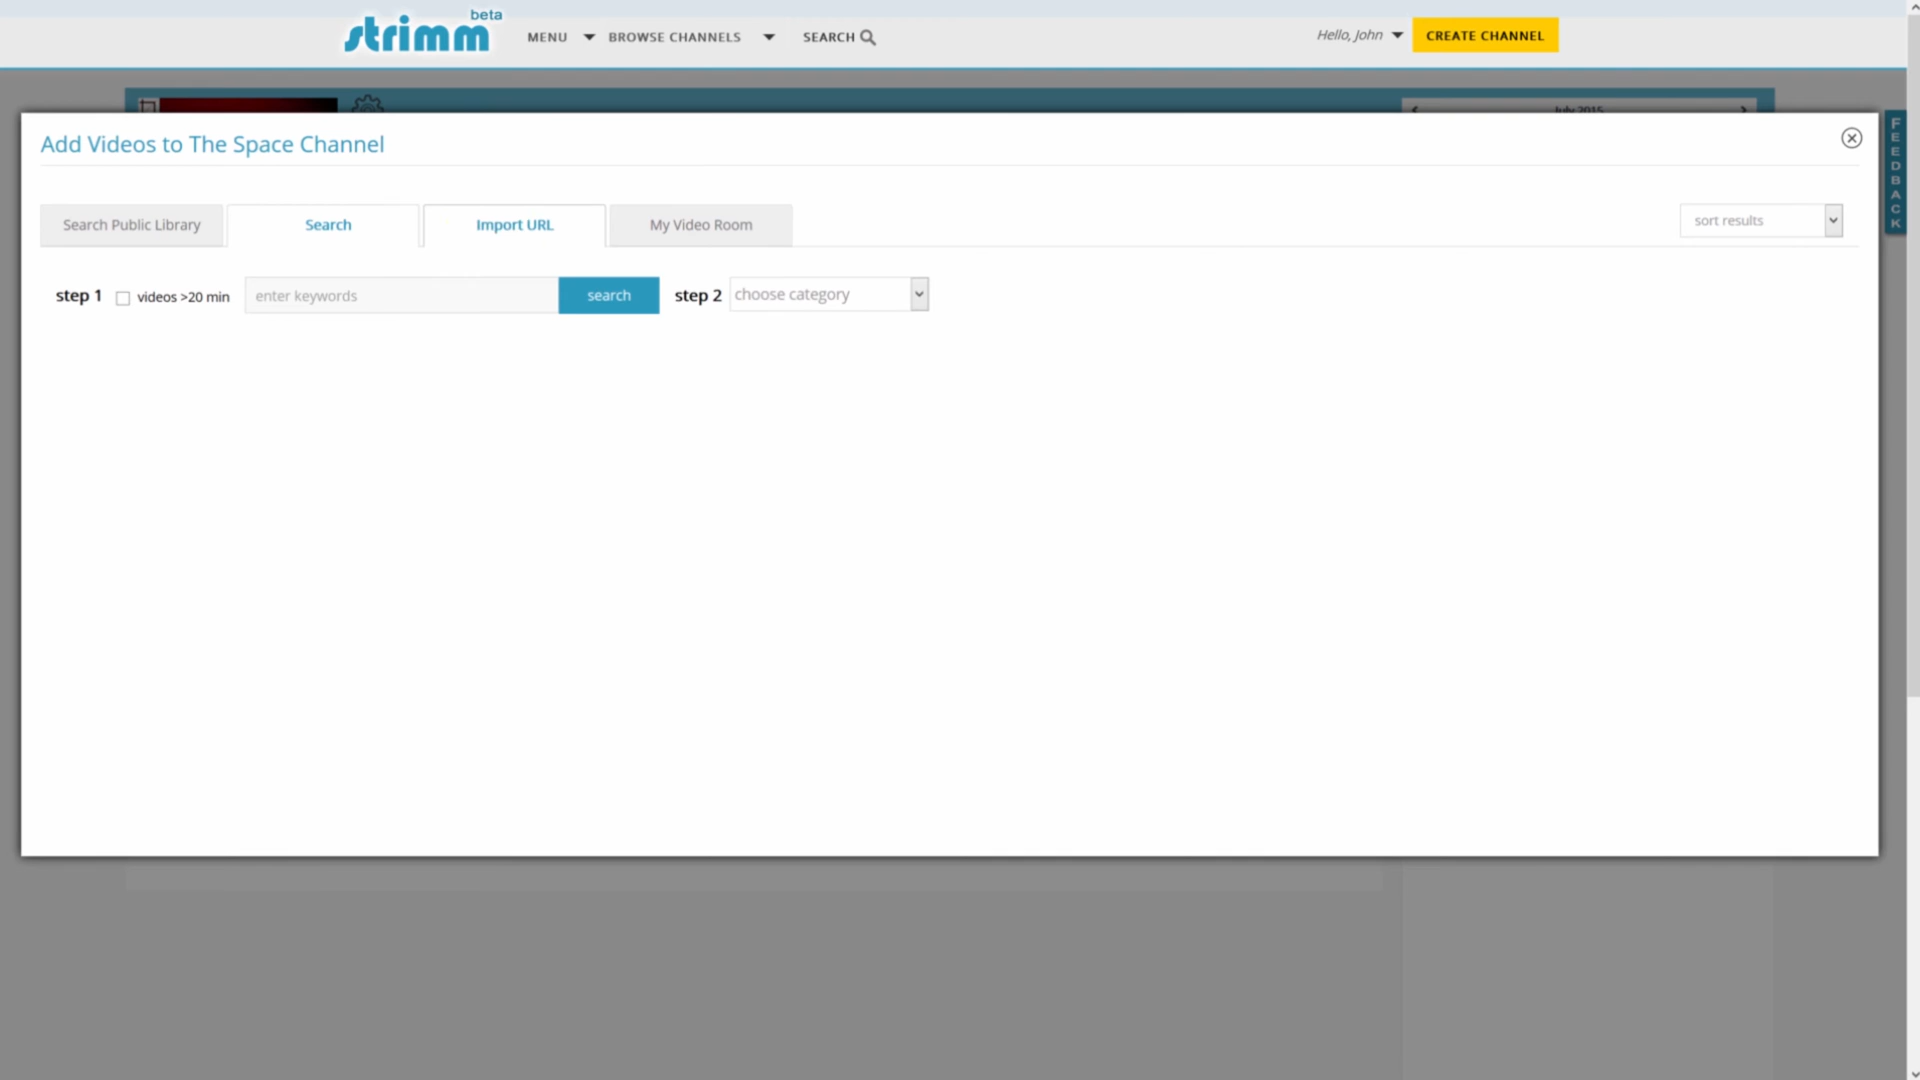 beta
strimm
MENU BROWSE CHANNELS SEARCH
Hello, John CREATE CHANNEL
July 2015
Add Videos to The Space Channel
FEEDBACK
Search Public Library Search Import URL My Video Room sort results
step 1 videos >20 min enter keywords search step 2 choose category